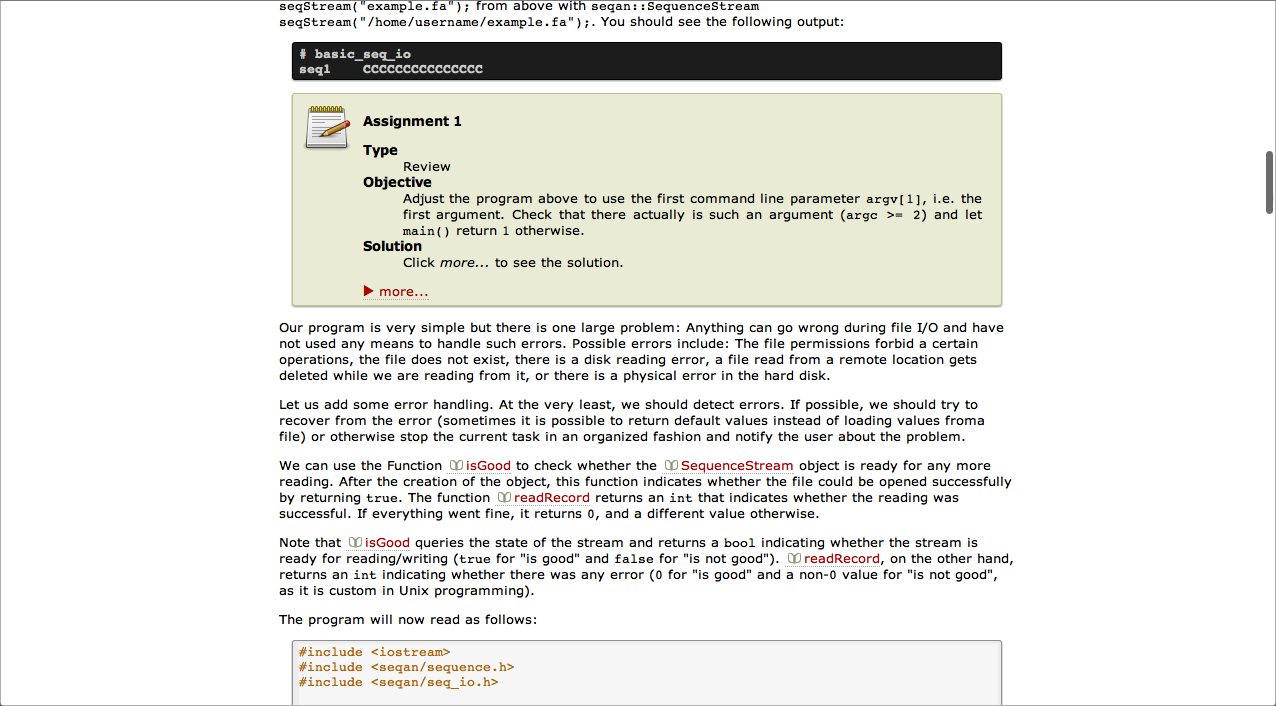 seqStream("example.fa"); from above with seqan::SequenceStream
seqStream("/home/username/example.fa");. You should see the following output:
# basic_seq_io
seq1    CCCCCCCCCCCCCCC
Assignment 1
Type
Review
Objective
Adjust the program above to use the first command line parameter argv[1], i.e. the
first argument. Check that there actually is such an argument (argc >= 2) and let
main() return 1 otherwise.
Solution
Click more... to see the solution.
more...
Our program is very simple but there is one large problem: Anything can go wrong during file I/O and have
not used any means to handle such errors. Possible errors include: The file permissions forbid a certain
operations, the file does not exist, there is a disk reading error, a file read from a remote location gets
deleted while we are reading from it, or there is a physical error in the hard disk.
Let us add some error handling. At the very least, we should detect errors. If possible, we should try to
recover from the error (sometimes it is possible to return default values instead of loading values froma
file) or otherwise stop the current task in an organized fashion and notify the user about the problem.
We can use the Function isGood to check whether the SequenceStream object is ready for any more
reading. After the creation of the object, this function indicates whether the file could be opened successfully
by returning true. The function readRecord returns an int that indicates whether the reading was
successful. If everything went fine, it returns 0, and a different value otherwise.
Note that isGood queries the state of the stream and returns a bool indicating whether the stream is
ready for reading/writing (true for "is good" and false for "is not good"). readRecord, on the other hand,
returns an int indicating whether there was any error (0 for "is good" and a non-0 value for "is not good",
as it is custom in Unix programming).
The program will now read as follows:
#include <iostream>
#include <seqan/sequence.h>
#include <seqan/seq_io.h>